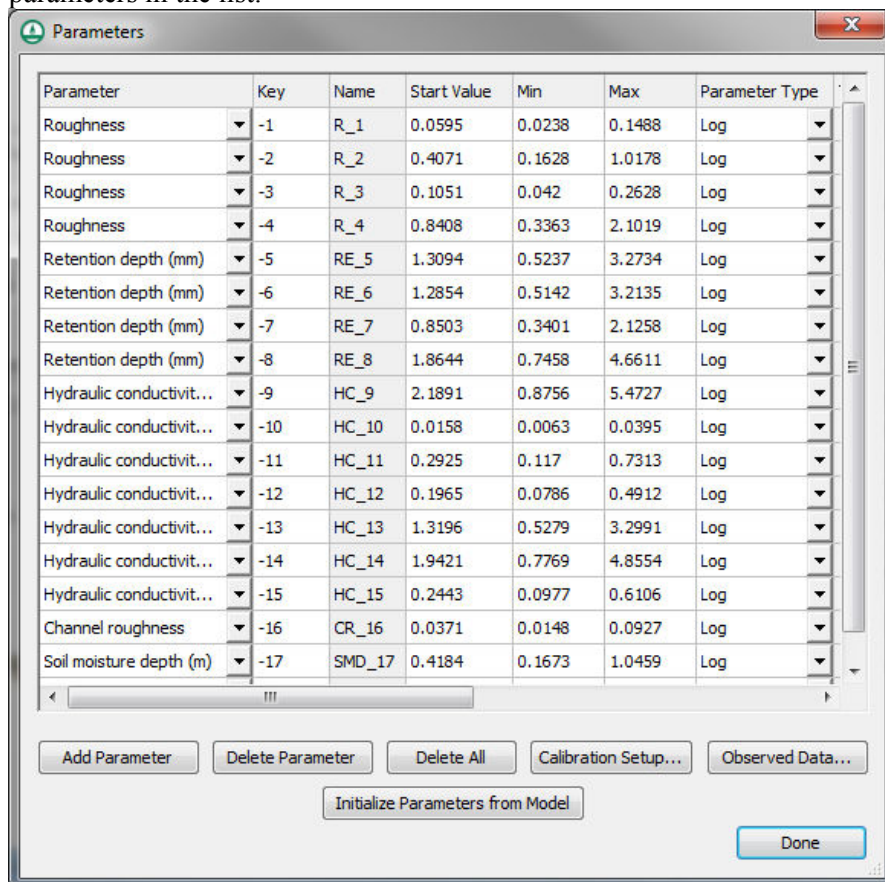 parameters in the list.
Parameters
Parameter Key Name Start Value Min Max Parameter Type
Roughness -1 R_1 0.0595 0.0238 0.1488 Log
Roughness -2 R_2 0.4071 0.1628 1.0178 Log
Roughness -3 R_3 0.1051 0.042 0.2628 Log
Roughness -4 R_4 0.8408 0.3363 2.1019 Log
Retention depth (mm) -5 RE_5 1.3094 0.5237 3.2734 Log
Retention depth (mm) -6 RE_6 1.2854 0.5142 3.2135 Log
Retention depth (mm) -7 RE_7 0.8503 0.3401 2.1258 Log
Retention depth (mm) -8 RE_8 1.8644 0.7458 4.6611 Log
Hydraulic conductivit... -9 HC_9 2.1891 0.8756 5.4727 Log
Hydraulic conductivit... -10 HC_10 0.0158 0.0063 0.0395 Log
Hydraulic conductivit... -11 HC_11 0.2925 0.117 0.7313 Log
Hydraulic conductivit... -12 HC_12 0.1965 0.0786 0.4912 Log
Hydraulic conductivit... -13 HC_13 1.3196 0.5279 3.2991 Log
Hydraulic conductivit... -14 HC_14 1.9421 0.7769 4.8554 Log
Hydraulic conductivit... -15 HC_15 0.2443 0.0977 0.6106 Log
Channel roughness -16 CR_16 0.0371 0.0148 0.0927 Log
Soil moisture depth (m) -17 SMD_17 0.4184 0.1673 1.0459 Log
Add Parameter Delete Parameter Delete All Calibration Setup... Observed Data...
Initialize Parameters from Model
Done